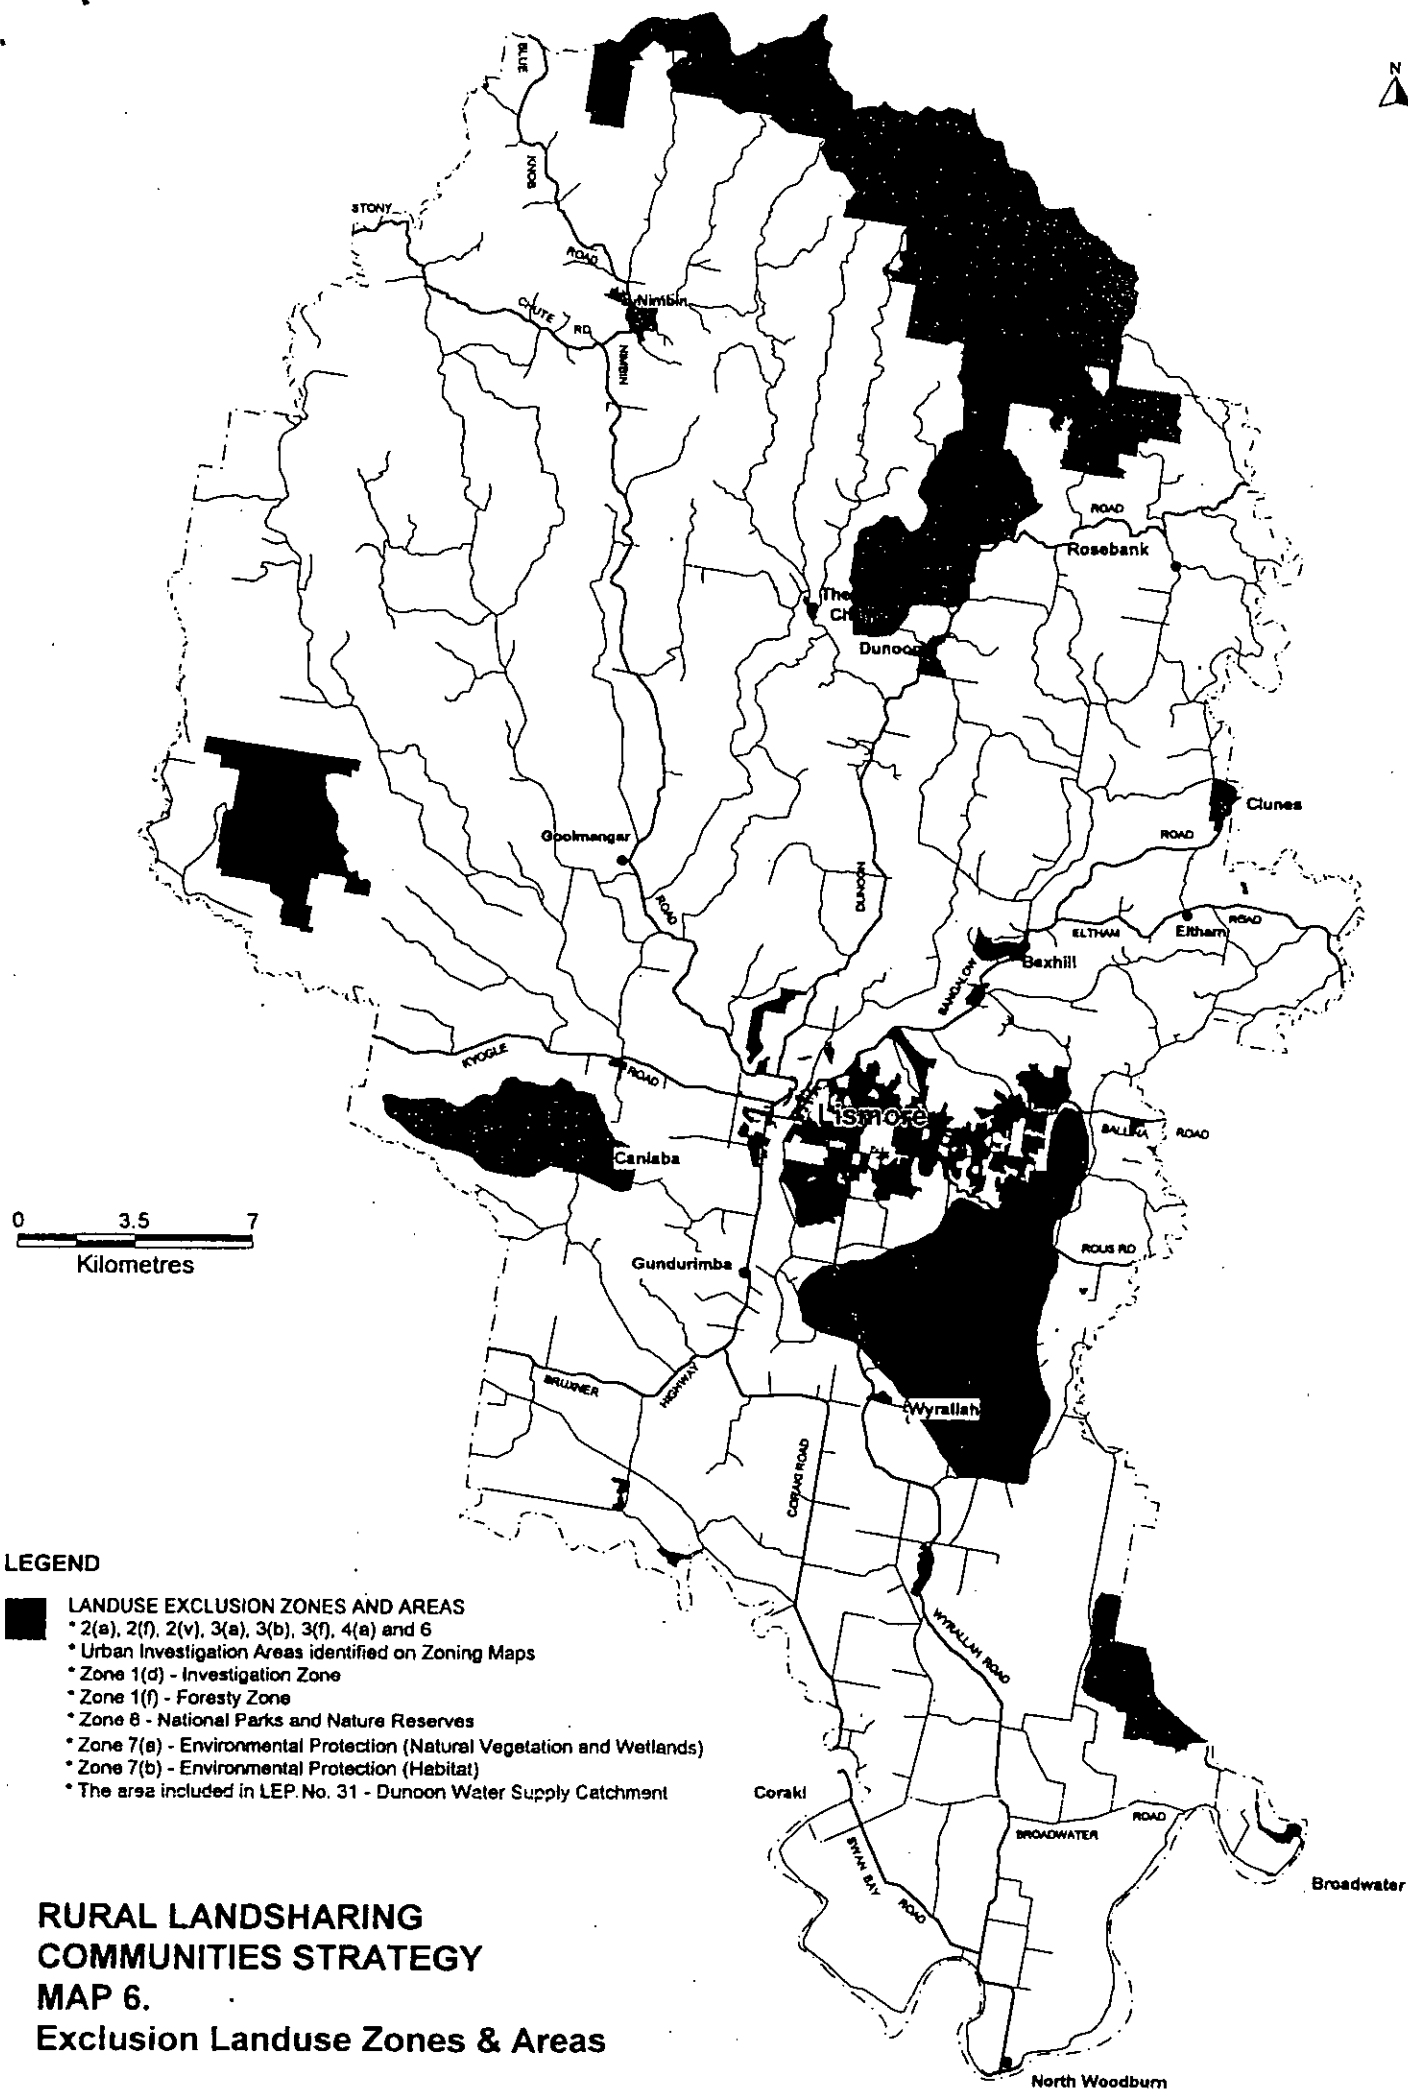 N
BLUE
KNOB
ROAD
STONY
CHUTE
RD
Nimbin
NIMBIN
ROAD
Rosebank
The
Ch
Dunoon
Clunes
ROAD
Goolmangar
ROAD
DUNOON
ELTHAM
Eltham
ROAD
Bexhill
BANGALOW
KYOGLE
ROAD
Lismore
BALLINA
ROAD
Caniaba
0 3.5 7
Kilometres
ROUS RD
Gundurimba
BRUXNER
HIGHWAY
Wyrallah
CORAKI ROAD
WYRALLAH ROAD
LEGEND
LANDUSE EXCLUSION ZONES AND AREAS
* 2(a), 2(f), 2(v), 3(a), 3(b), 3(f), 4(a) and 6
* Urban Investigation Areas identified on Zoning Maps
* Zone 1(d) - Investigation Zone
* Zone 1(f) - Foresty Zone
* Zone 8 - National Parks and Nature Reserves
* Zone 7(a) - Environmental Protection (Natural Vegetation and Wetlands)
* Zone 7(b) - Environmental Protection (Habitat)
* The area included in LEP. No. 31 - Dunoon Water Supply Catchment
Coraki
SWAN BAY
ROAD
BROADWATER
ROAD
Broadwater
RURAL LANDSHARING
COMMUNITIES STRATEGY
MAP 6.
Exclusion Landuse Zones & Areas
North Woodburn